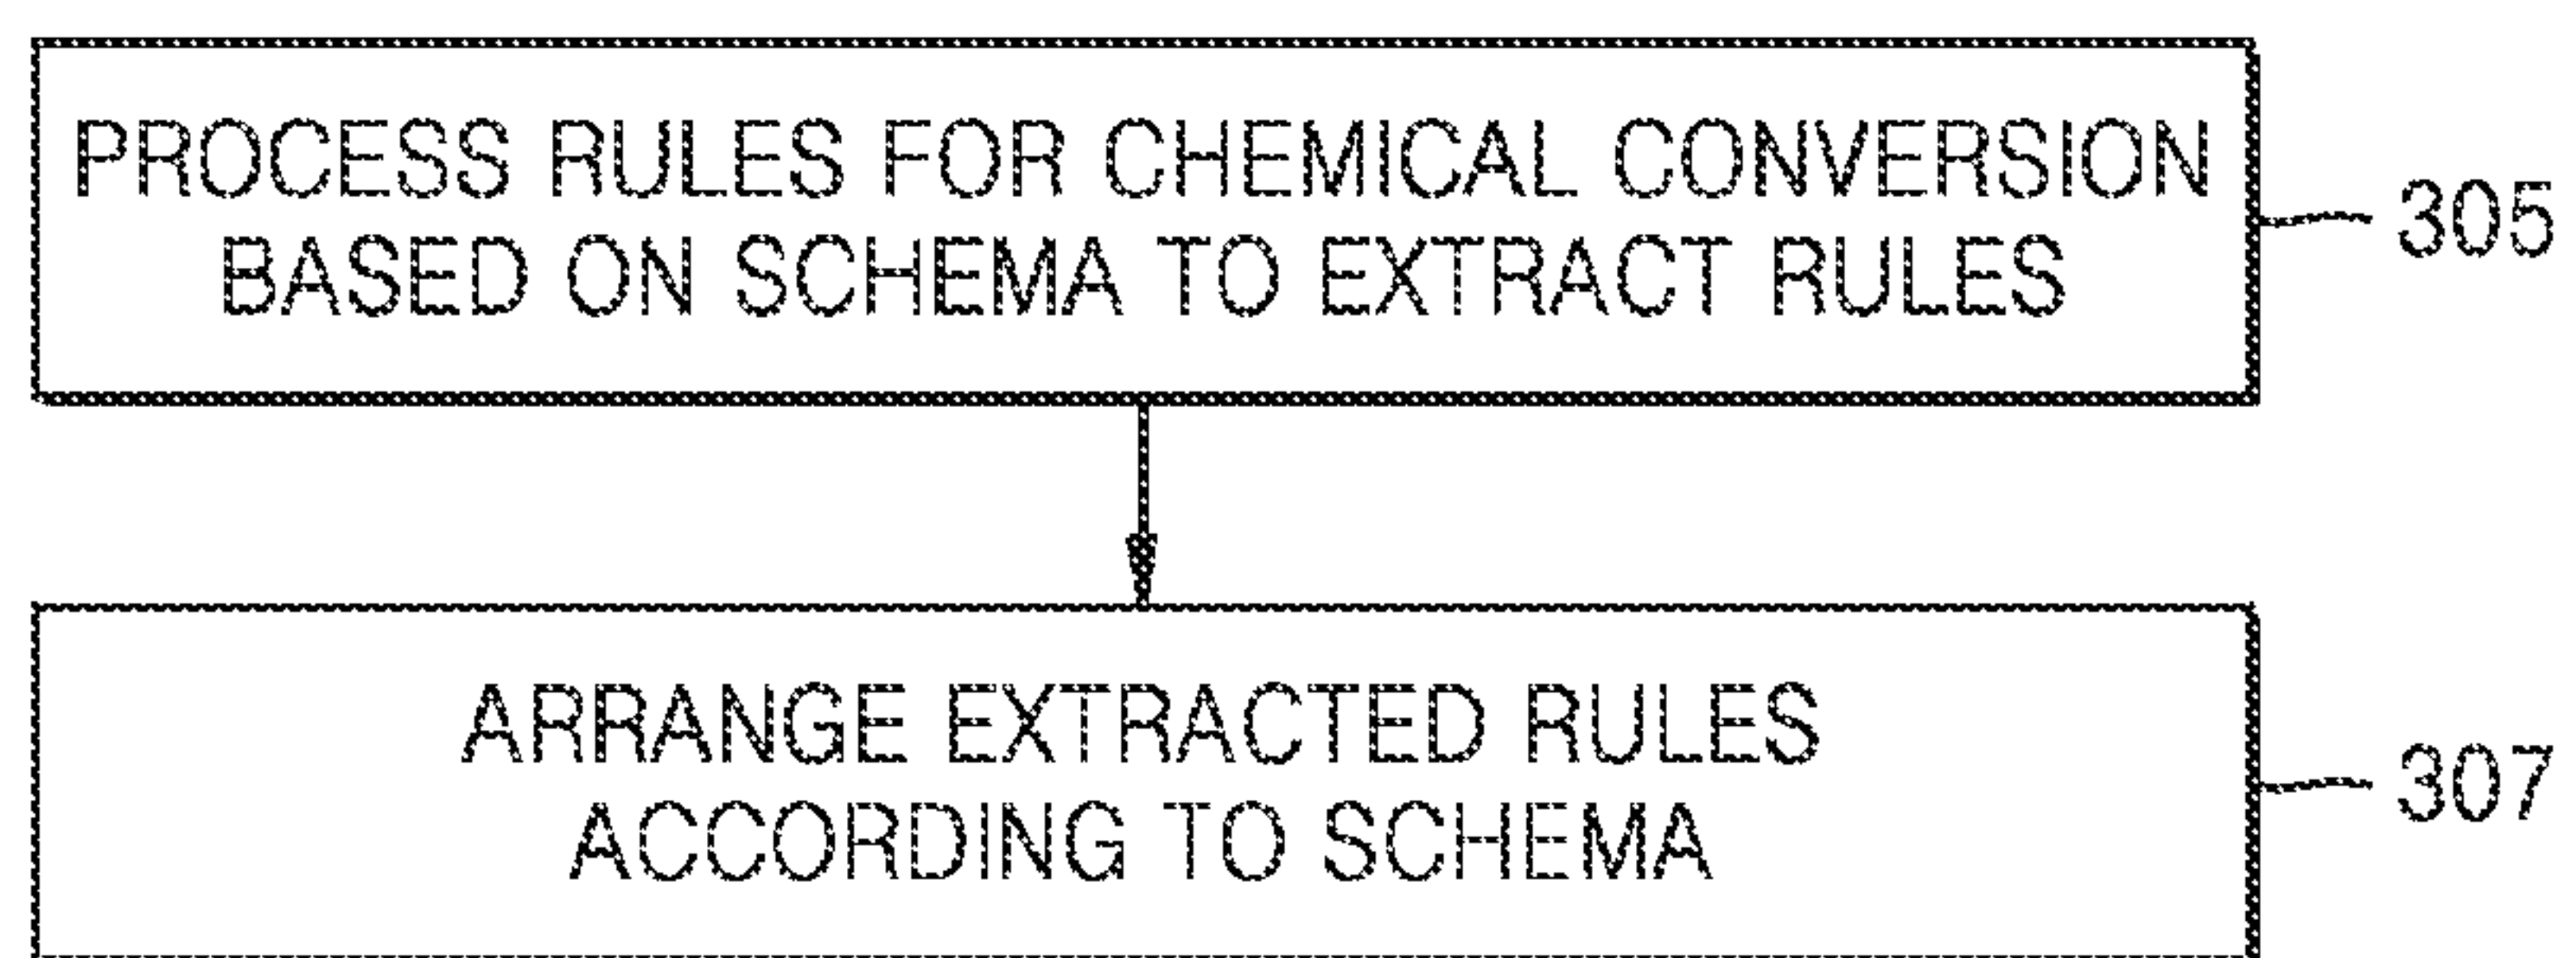 PROCESS RULES FOR CHEMICAL CONVERSION
BASED ON SCHEMA TO EXTRACT RULES
305
ARRANGE EXTRACTED RULES
ACCORDING TO SCHEMA
307